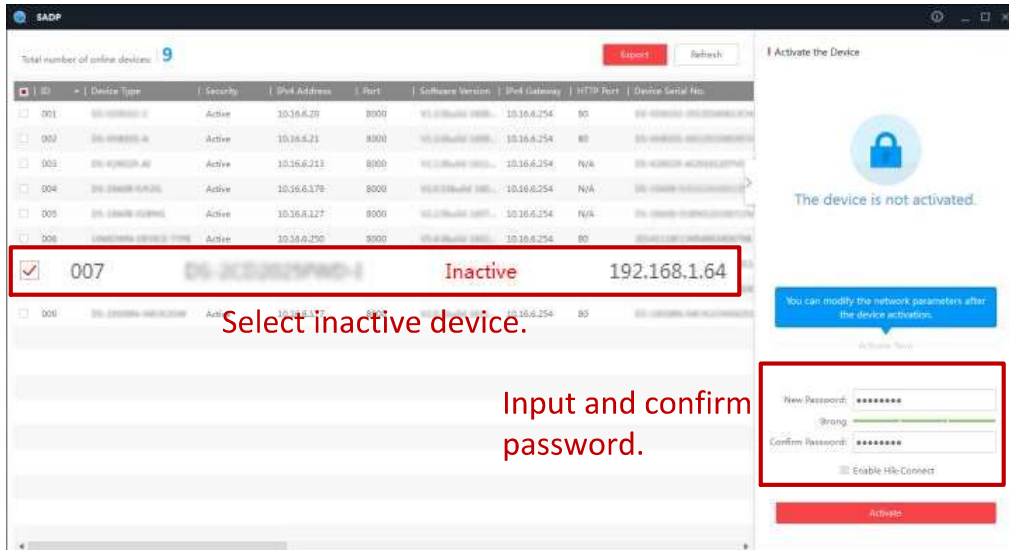 SADP
Total number of online devices: 9
Export Refresh
Activate the Device
ID Device Type Security IPv4 Address Port Software Version IPv4 Gateway HTTP Port Device Serial No.
001 Active 10.16.6.20 8000 10.16.6.254 80
002 Active 10.16.6.21 8000 10.16.6.254 80
003 Active 10.16.6.213 8000 10.16.6.254 N/A
004 Active 10.16.6.179 8000 10.16.6.254 N/A
005 Active 10.16.6.127 8000 10.16.6.254 N/A
006 Active 10.16.6.250 8000 10.16.6.254 80
007 Inactive 192.168.1.64
009 Active 8000 10.16.6.254 80
Select inactive device.
The device is not activated.
You can modify the network parameters after
the device activation.
Activate Now
Input and confirm
password.
New Password: ●●●●●●●●
Strong
Confirm Password: ●●●●●●●●
Enable Hik-Connect
Activate